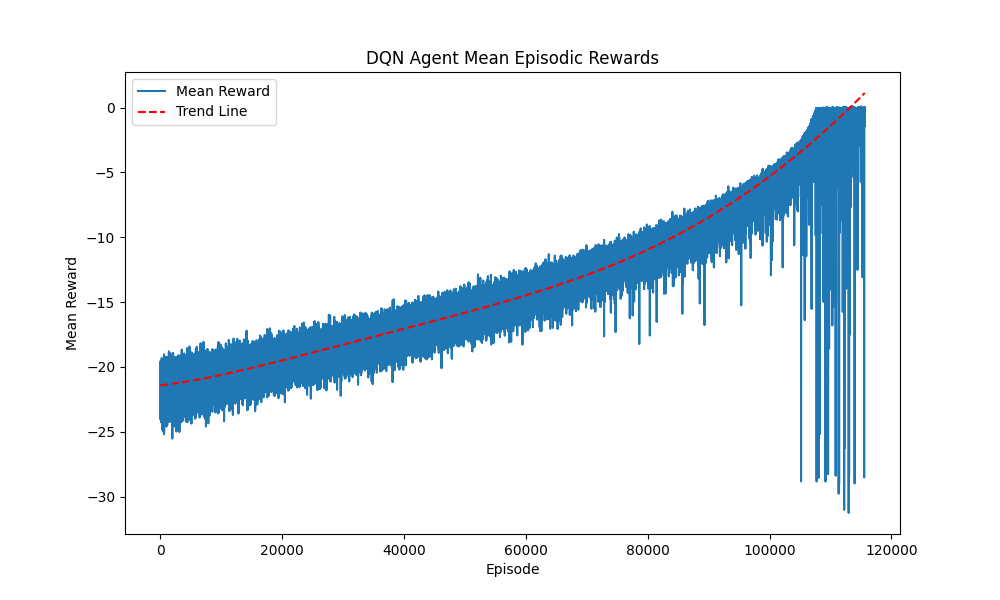 DQN Agent Mean Episodic Rewards
Mean Reward
Trend Line
0
−5
−10
−15
−20
−25
−30
Mean Reward
0
20000
40000
60000
80000
100000
120000
Episode